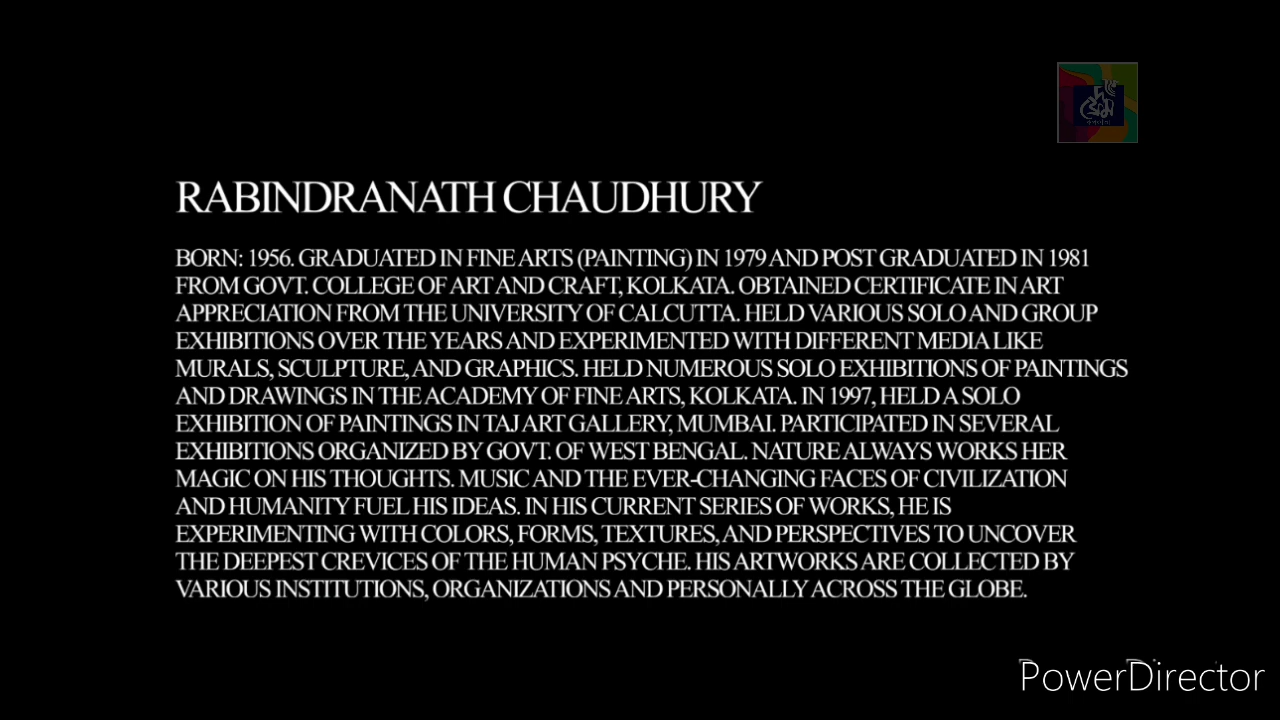 RABINDRANATH CHAUDHURY
BORN: 1956. GRADUATED IN FINE ARTS (PAINTING) IN 1979 AND POST GRADUATED IN 1981
FROM GOVT. COLLEGE OF ART AND CRAFT, KOLKATA. OBTAINED CERTIFICATE IN ART
APPRECIATION FROM THE UNIVERSITY OF CALCUTTA. HELD VARIOUS SOLO AND GROUP
EXHIBITIONS OVER THE YEARS AND EXPERIMENTED WITH DIFFERENT MEDIA LIKE
MURALS, SCULPTURE, AND GRAPHICS. HELD NUMEROUS SOLO EXHIBITIONS OF PAINTINGS
AND DRAWINGS IN THE ACADEMY OF FINE ARTS, KOLKATA. IN 1997, HELD A SOLO
EXHIBITION OF PAINTINGS IN TAJ ART GALLERY, MUMBAI. PARTICIPATED IN SEVERAL
EXHIBITIONS ORGANIZED BY GOVT. OF WEST BENGAL. NATURE ALWAYS WORKS HER
MAGIC ON HIS THOUGHTS. MUSIC AND THE EVER-CHANGING FACES OF CIVILIZATION
AND HUMANITY FUEL HIS IDEAS. IN HIS CURRENT SERIES OF WORKS, HE IS
EXPERIMENTING WITH COLORS, FORMS, TEXTURES, AND PERSPECTIVES TO UNCOVER
THE DEEPEST CREVICES OF THE HUMAN PSYCHE. HIS ARTWORKS ARE COLLECTED BY
VARIOUS INSTITUTIONS, ORGANIZATIONS AND PERSONALLY ACROSS THE GLOBE.
PowerDirector